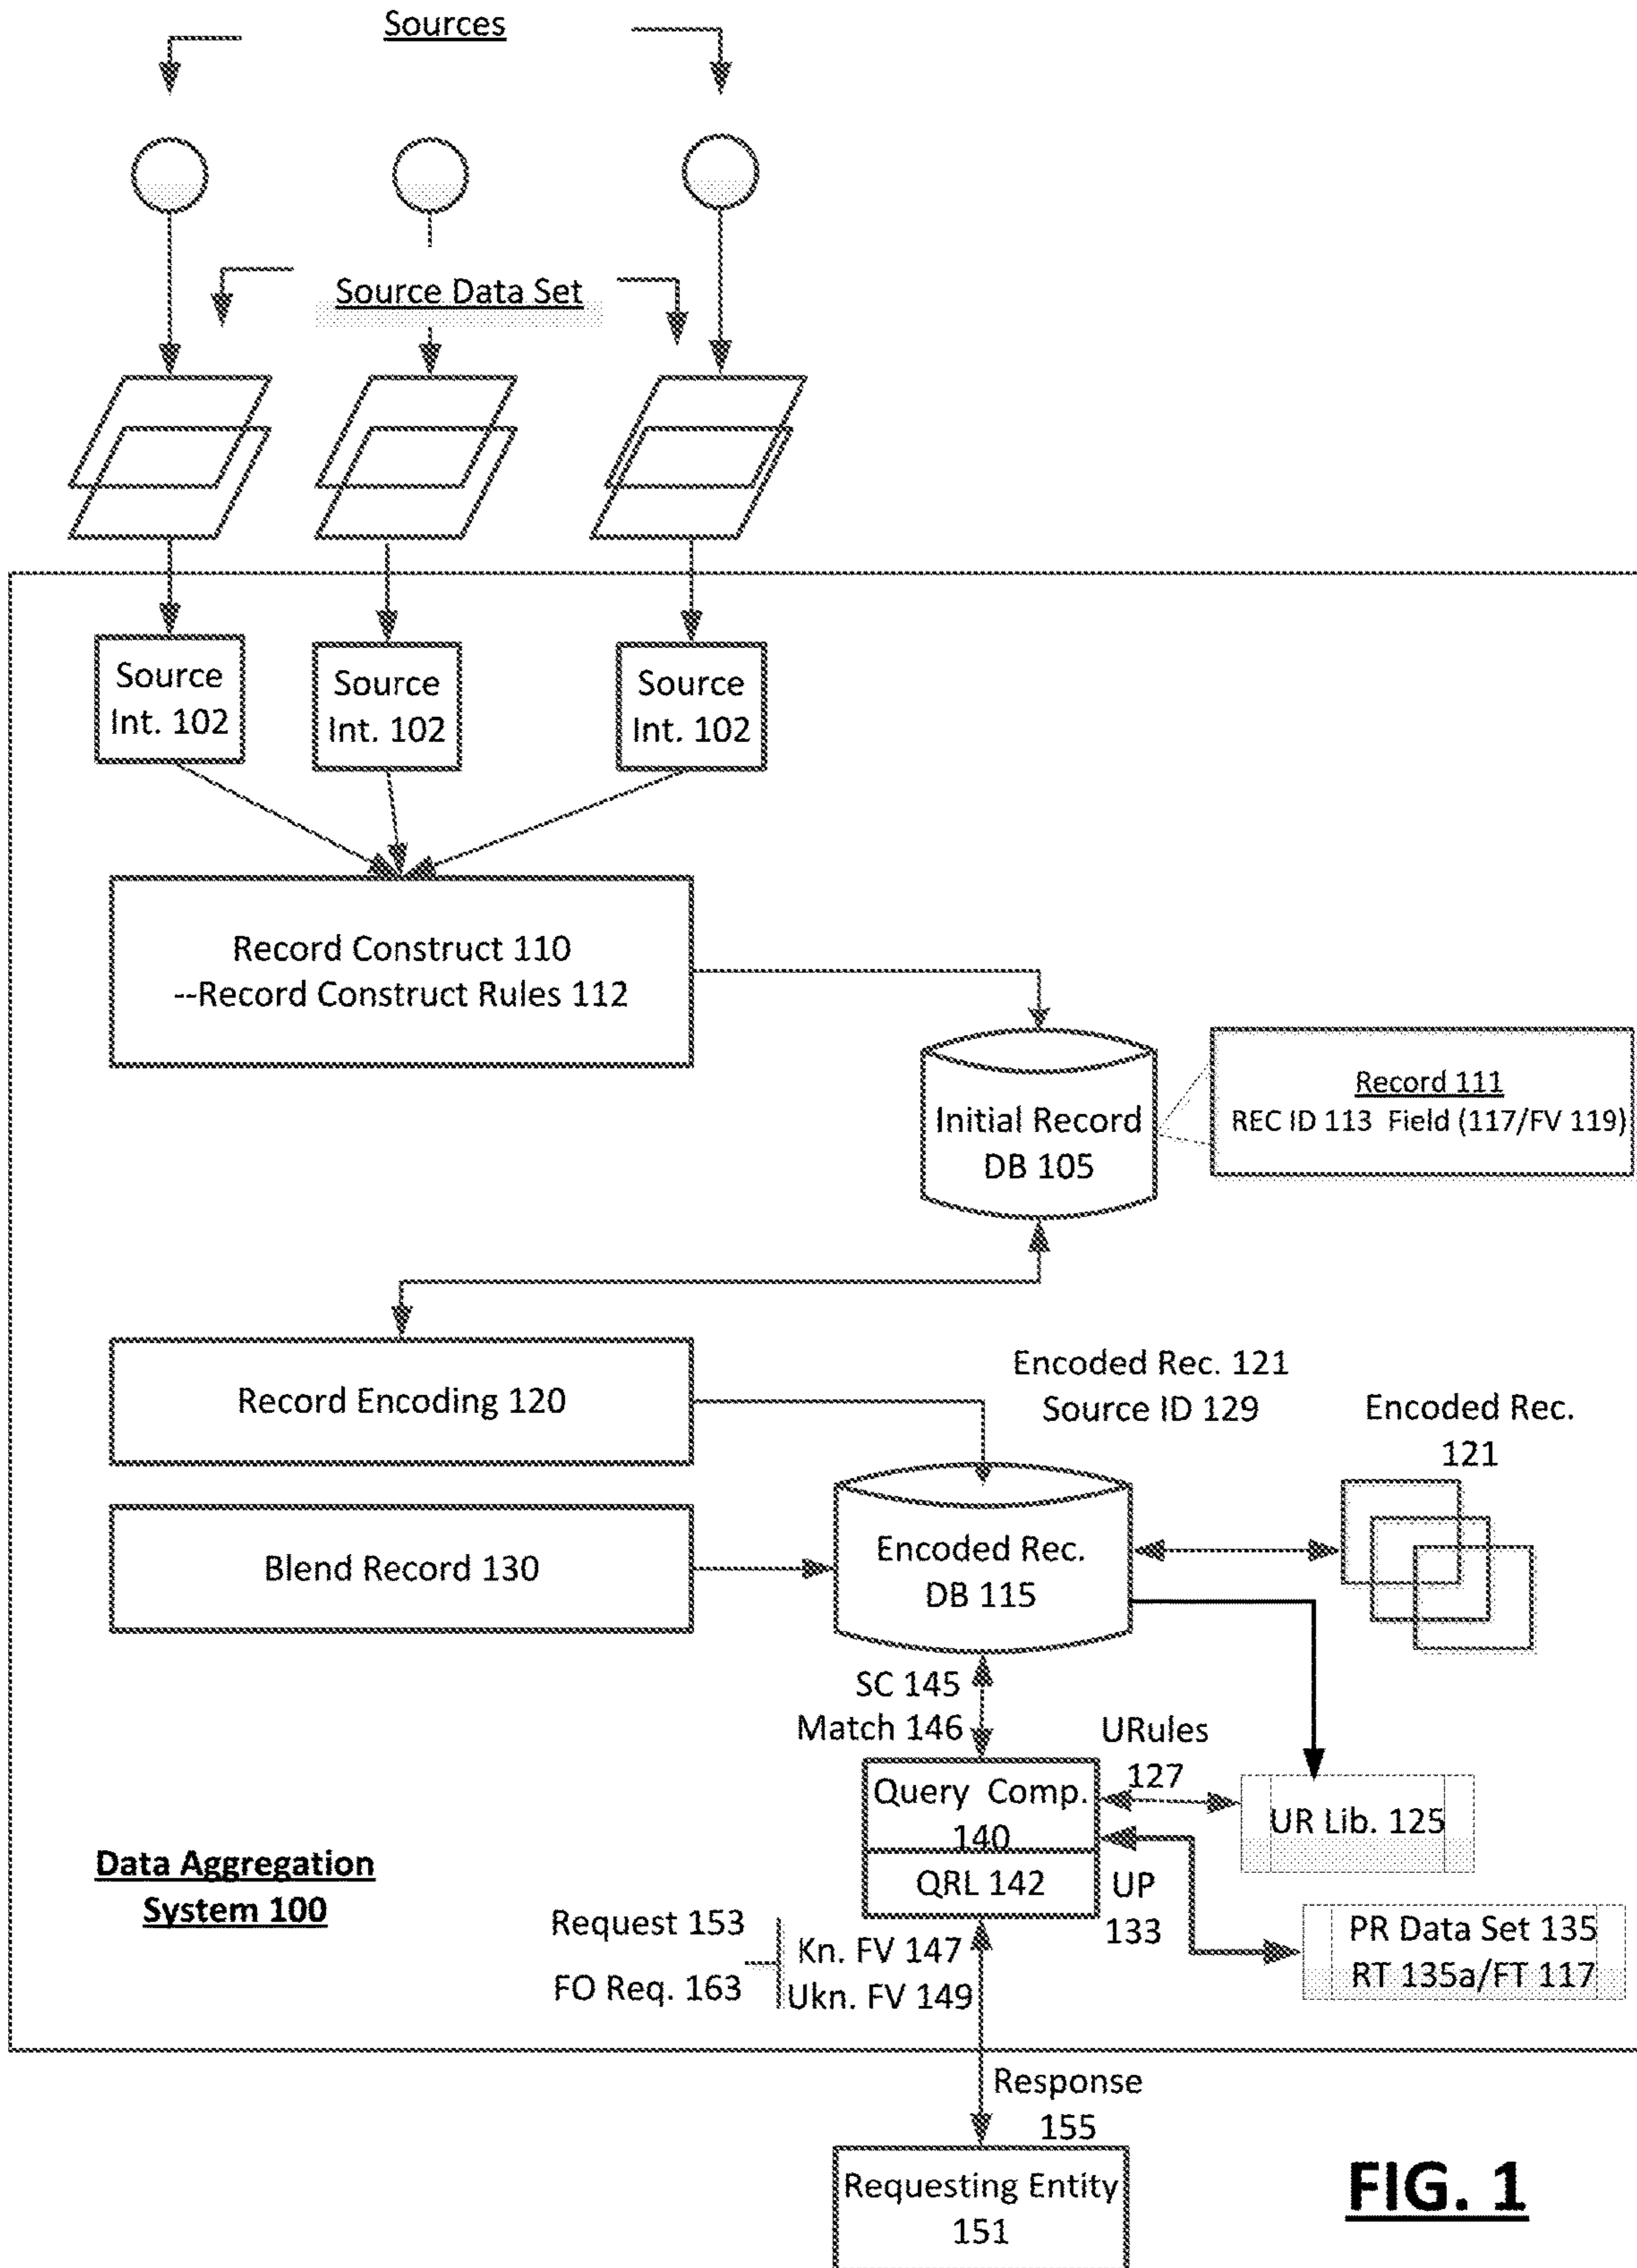 Sources
Source Data Set
Source
Int. 102
Source
Int. 102
Source
Int. 102
Record Construct 110
--Record Construct Rules 112
Initial Record
DB 105
Record 111
REC ID 113 Field (117/FV 119)
Record Encoding 120
Encoded Rec. 121
Source ID 129
Encoded Rec.
121
Blend Record 130
Encoded Rec.
DB 115
SC 145
Match 146
URules
127
Query Comp.
140
QRL 142
UR Lib. 125
UP
133
PR Data Set 135
RT 135a/FT 117
Data Aggregation
System 100
Request 153
FO Req. 163
Kn. FV 147
Ukn. FV 149
Response
155
Requesting Entity
151
FIG. 1